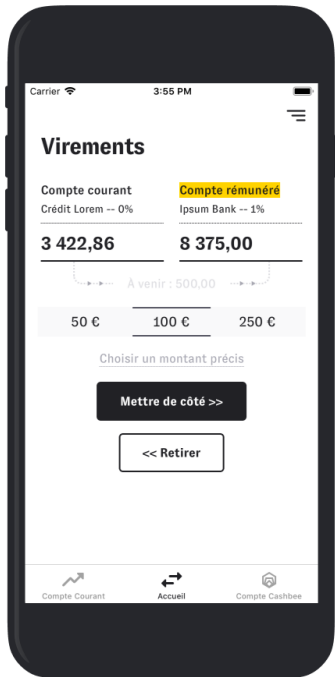 Carrier 3:55 PM
Virements
Compte courant Compte rémunéré
Crédit Lorem -- 0% Ipsum Bank -- 1%
3 422,86 8 375,00
À venir : 500,00
50 € 100 € 250 €
Choisir un montant précis
Mettre de côté >>
<< Retirer
Compte Courant Accueil Compte Cashbee